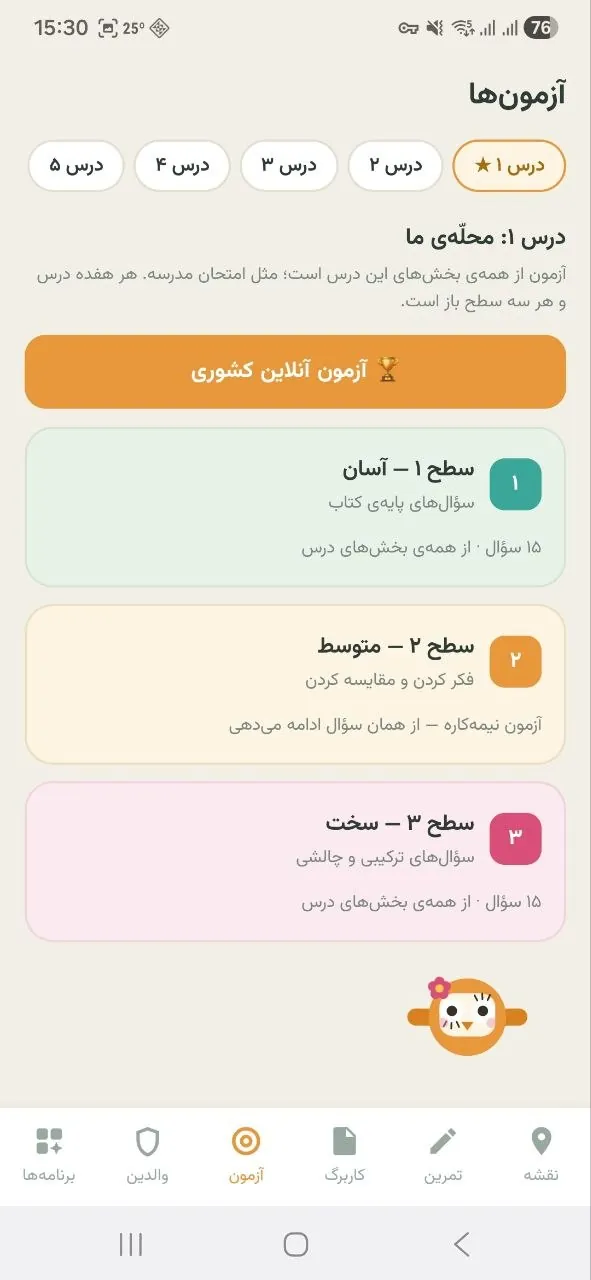 15:30 25° 76
آزمون‌ها
درس ۱ ★
درس ۲
درس ۳
درس ۴
درس ۵
درس ۱: محلّه‌ی ما
آزمون از همه‌ی بخش‌های این درس است؛ مثل امتحان مدرسه. هر هفده درس
و هر سه سطح باز است.
🏆 آزمون آنلاین کشوری
۱
سطح ۱ — آسان
سؤال‌های پایه‌ی کتاب
۱۵ سؤال · از همه‌ی بخش‌های درس
۲
سطح ۲ — متوسط
فکر کردن و مقایسه کردن
آزمون نیمه‌کاره — از همان سؤال ادامه می‌دهی
۳
سطح ۳ — سخت
سؤال‌های ترکیبی و چالشی
۱۵ سؤال · از همه‌ی بخش‌های درس
نقشه
تمرین
کاربرگ
آزمون
والدین
برنامه‌ها